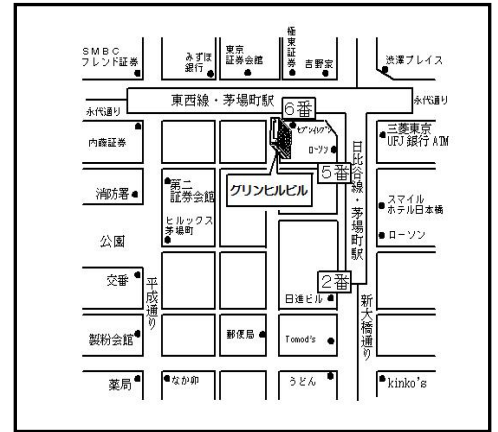 SMBC
フレンド証券
みずほ
銀行
東京
証券会館
極東証券
吉野家
渋澤プレイス
永代通り
東西線・茅場町駅
6番
永代通り
内藤証券
セブンイレブン
ローソン
三菱東京
UFJ 銀行 ATM
5番
日比谷線・茅場町駅
消防署
第二
証券会館
グリンヒルビル
スマイル
ホテル日本橋
ヒルックス
茅場町
ローソン
公園
交番
平成通り
2番
日進ビル
新大橋通り
製粉会館
郵便局
Tomod's
薬局
なか卯
うどん
kinko's